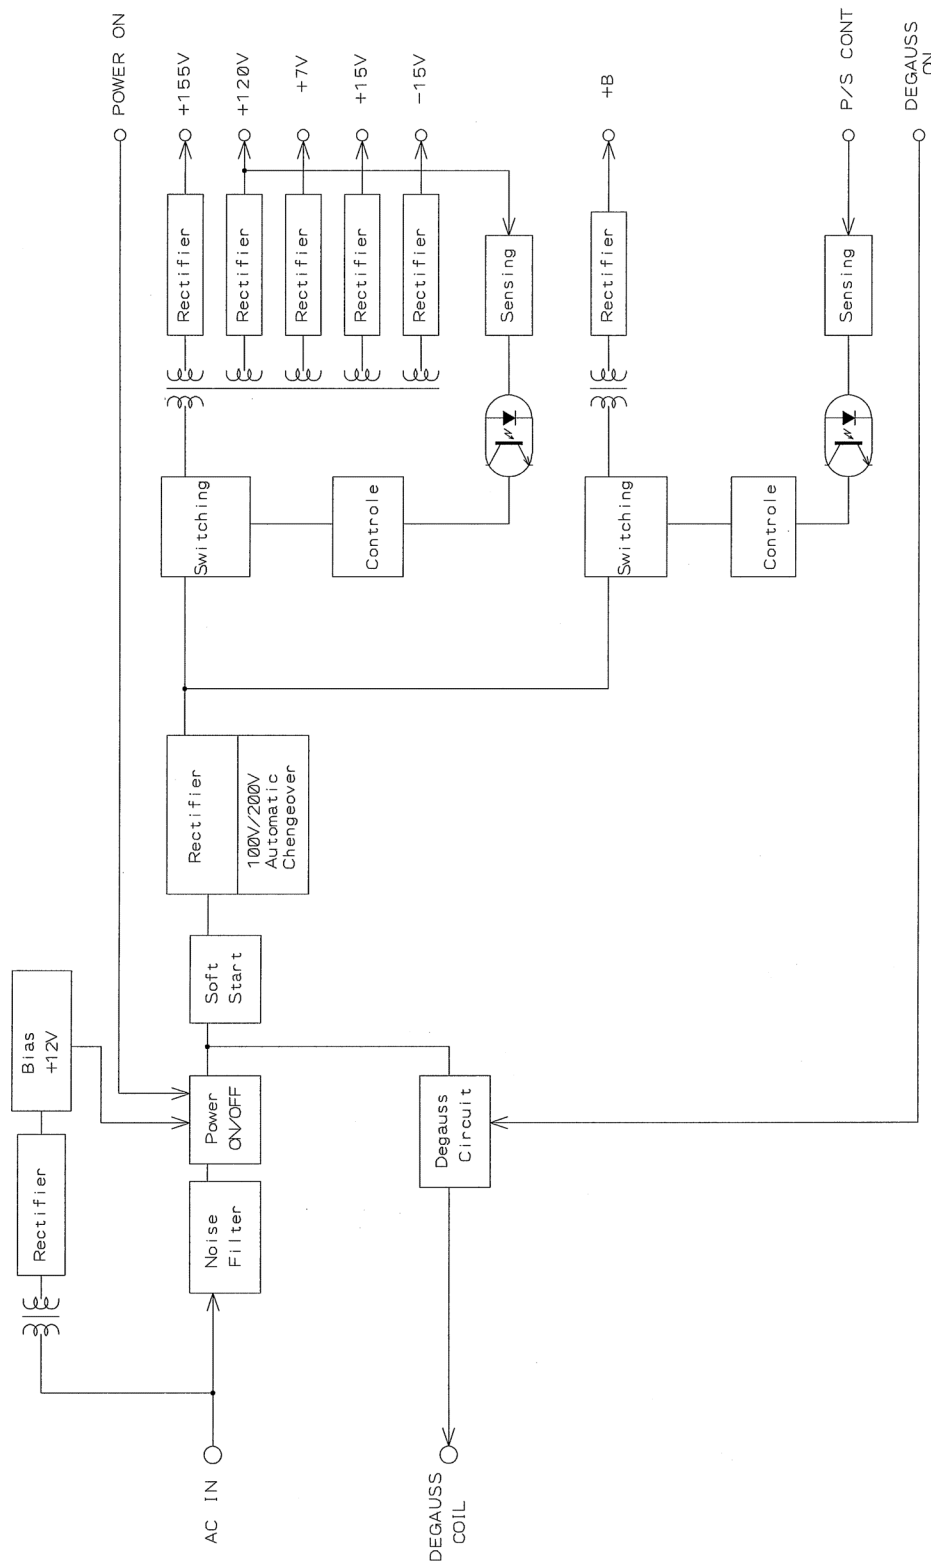 POWER ON
Bias
+12V
Rectifier
Rectifier
+155V
Rectifier
+120V
Rectifier
+7V
Rectifier
+15V
Rectifier
-15V
AC IN
Noise
Filter
Power
ON/OFF
Soft
Start
Rectifier
100V/200V
Automatic
Chengeover
Switching
Controle
Sensing
DEGAUSS
COIL
Degauss
Circuit
Switching
Rectifier
+B
Controle
Sensing
P/S CONT
DEGAUSS
ON